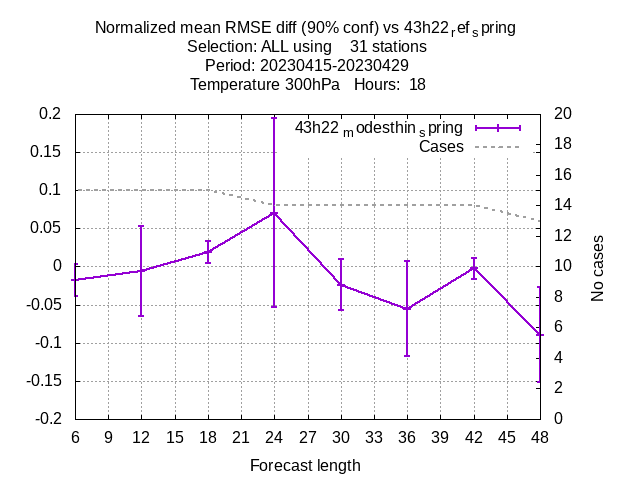 Normalized mean RMSE diff (90% conf) vs 43h22ᵣefₛpring
Selection: ALL using    31 stations
Period: 20230415-20230429
Temperature 300hPa   Hours:  18
43h22ₘodesthinₛpring
Cases
0.2
0.15
0.1
0.05
0
-0.05
-0.1
-0.15
-0.2
20
18
16
14
12
10
8
6
4
2
0
No cases
6 9 12 15 18 21 24 27 30 33 36 39 42 45 48
Forecast length